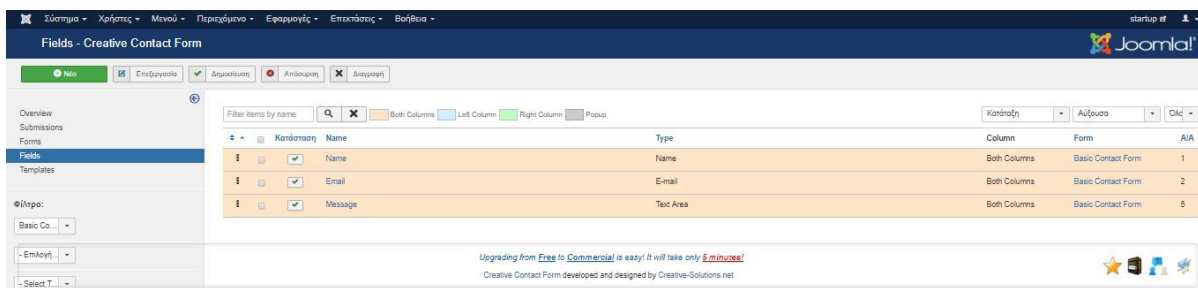 Σύστημα Χρήστες Μενού Περιεχόμενο Εφαρμογές Επεκτάσεις Βοήθεια startup
Fields - Creative Contact Form Joomla!
Νέο Επεξεργασία Δημοσίευση Απόσυρση Διαγραφή
Filter items by name Both Columns Left Column Right Column Popup Κατάταξη Αύξουσα
Overview
Submissions
Forms
Fields
Templates
Κατάσταση Name Type Column Form Α/Α
Name Name Both Columns Basic Contact Form 1
Email E-mail Both Columns Basic Contact Form 2
Message Text Area Both Columns Basic Contact Form 5
Φίλτρο:
Basic Co...
- Επιλογή...
- Select T...
Upgrading from Free to Commercial is easy! It will take only 5 minutes!
Creative Contact Form developed and designed by Creative-Solutions.net